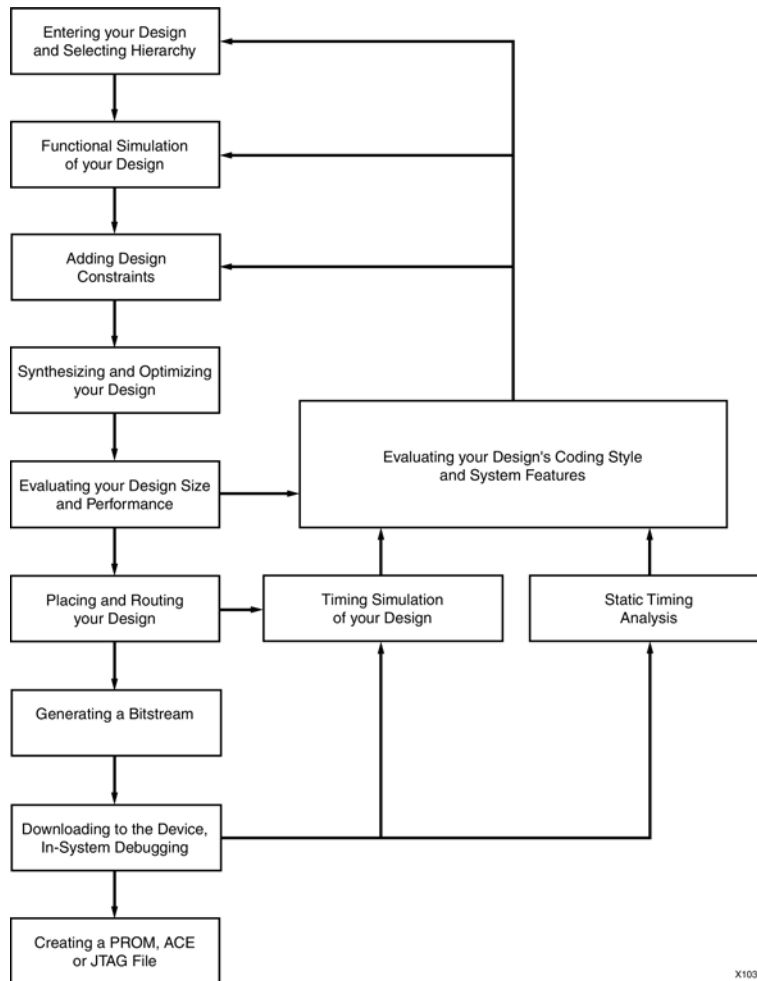 Entering your Design
and Selecting Hierarchy
Functional Simulation
of your Design
Adding Design
Constraints
Synthesizing and Optimizing
your Design
Evaluating your Design's Coding Style
and System Features
Evaluating your Design Size
and Performance
Placing and Routing
your Design
Timing Simulation
of your Design
Static Timing
Analysis
Generating a Bitstream
Downloading to the Device,
In-System Debugging
Creating a PROM, ACE
or JTAG File
X103